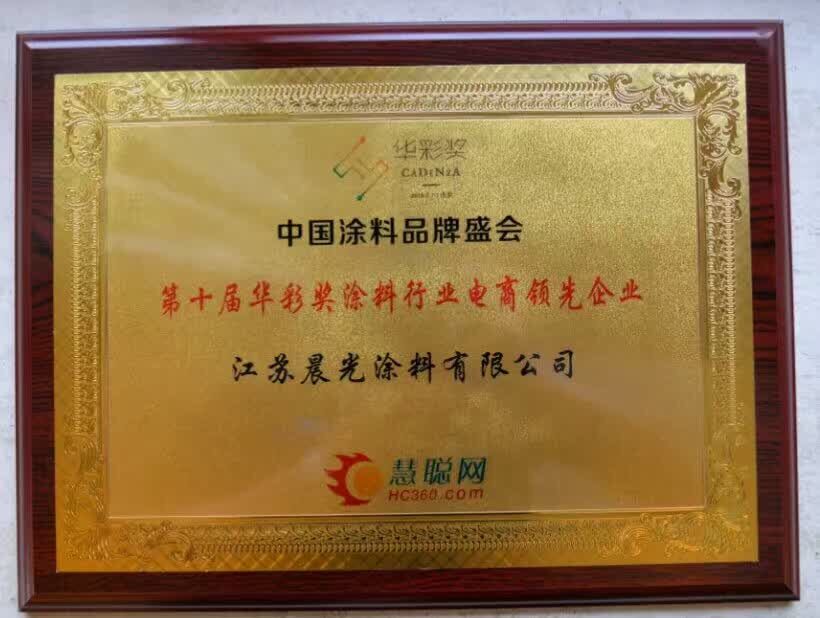 华彩奖
CADENZA
中国涂料品牌盛会
第十届华彩奖涂料行业电商领先企业
江苏晨光涂料有限公司
慧聪网
HC360.com